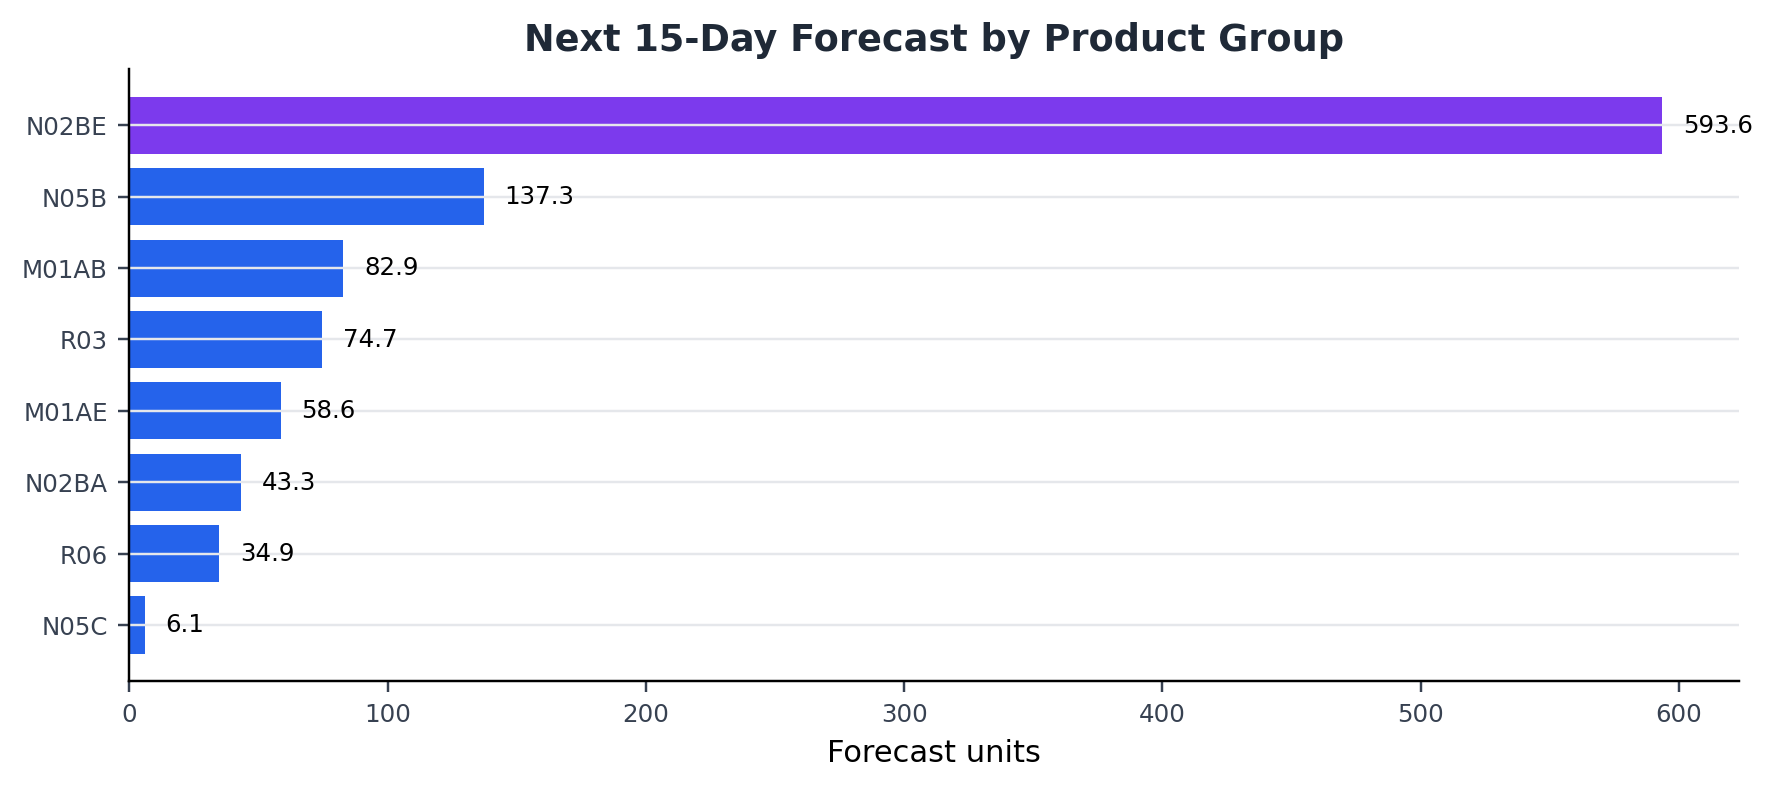 Next 15-Day Forecast by Product Group
N02BE 593.6
N05B 137.3
M01AB 82.9
R03 74.7
M01AE 58.6
N02BA 43.3
R06 34.9
N05C 6.1
0 100 200 300 400 500 600
Forecast units